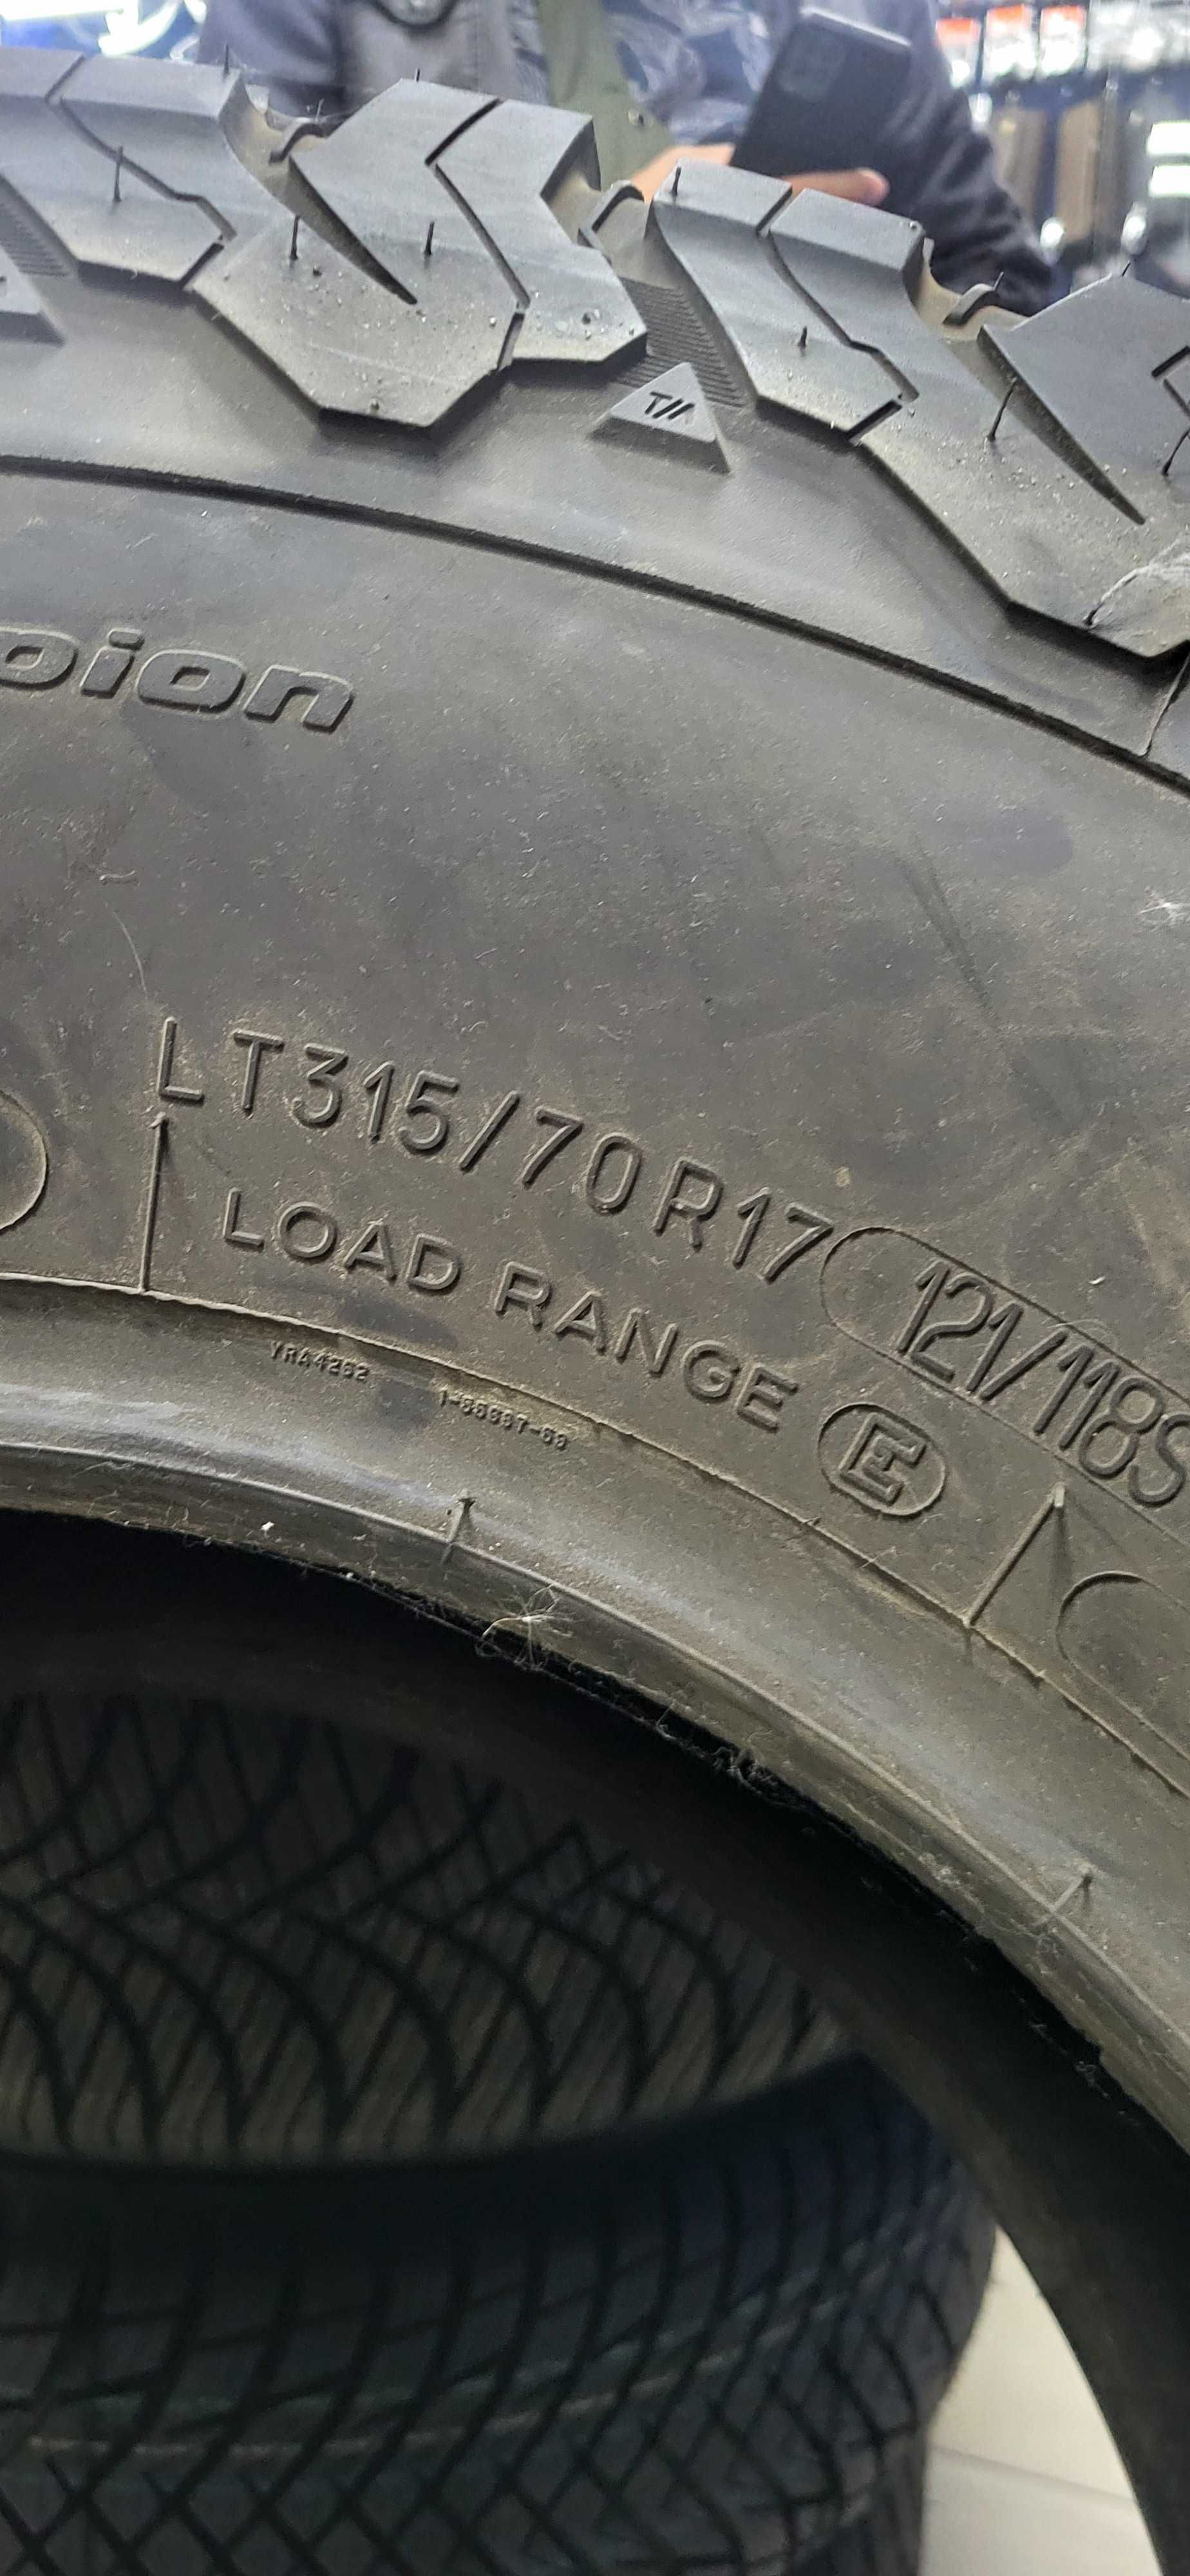 T/A
pion
LT315/70R17 121/118S
LOAD RANGE E
YRA4262